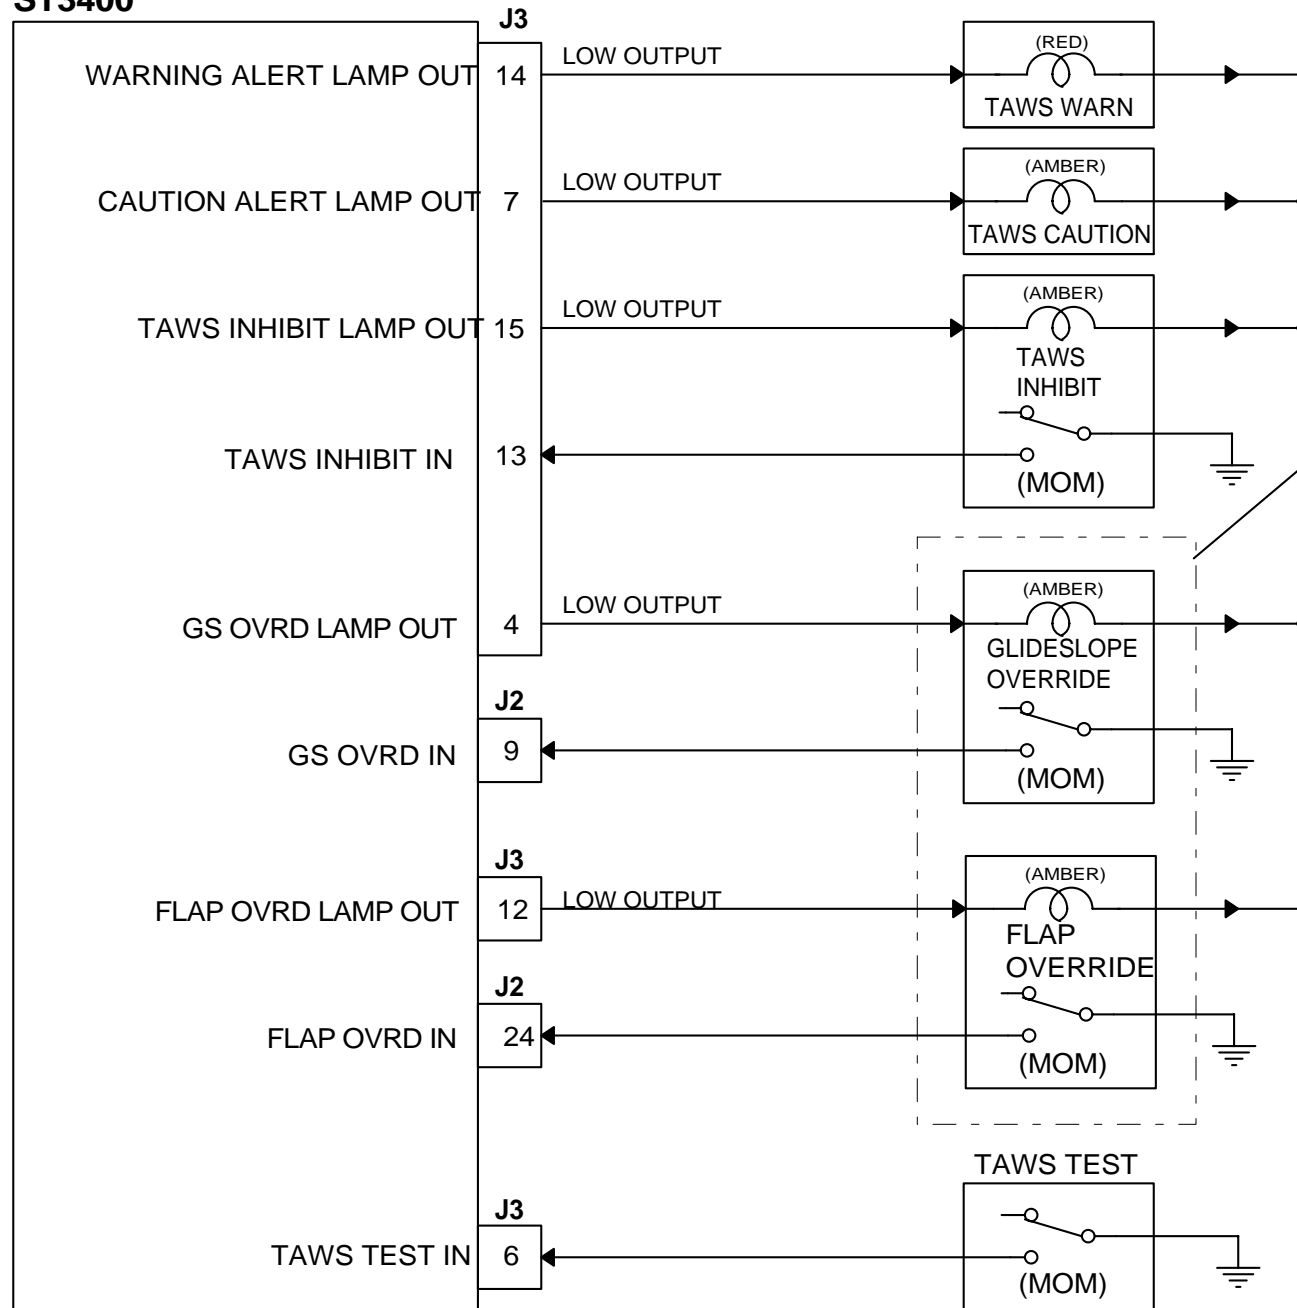 ST3400
J3
WARNING ALERT LAMP OUT 14 LOW OUTPUT (RED)
TAWS WARN
CAUTION ALERT LAMP OUT 7 LOW OUTPUT (AMBER)
TAWS CAUTION
TAWS INHIBIT LAMP OUT 15 LOW OUTPUT (AMBER)
TAWS
INHIBIT
TAWS INHIBIT IN 13
(MOM)
GS OVRD LAMP OUT 4 LOW OUTPUT (AMBER)
GLIDESLOPE
OVERRIDE
J2
GS OVRD IN 9
(MOM)
J3
FLAP OVRD LAMP OUT 12 LOW OUTPUT (AMBER)
FLAP
OVERRIDE
J2
FLAP OVRD IN 24
(MOM)
TAWS TEST
J3
TAWS TEST IN 6
(MOM)